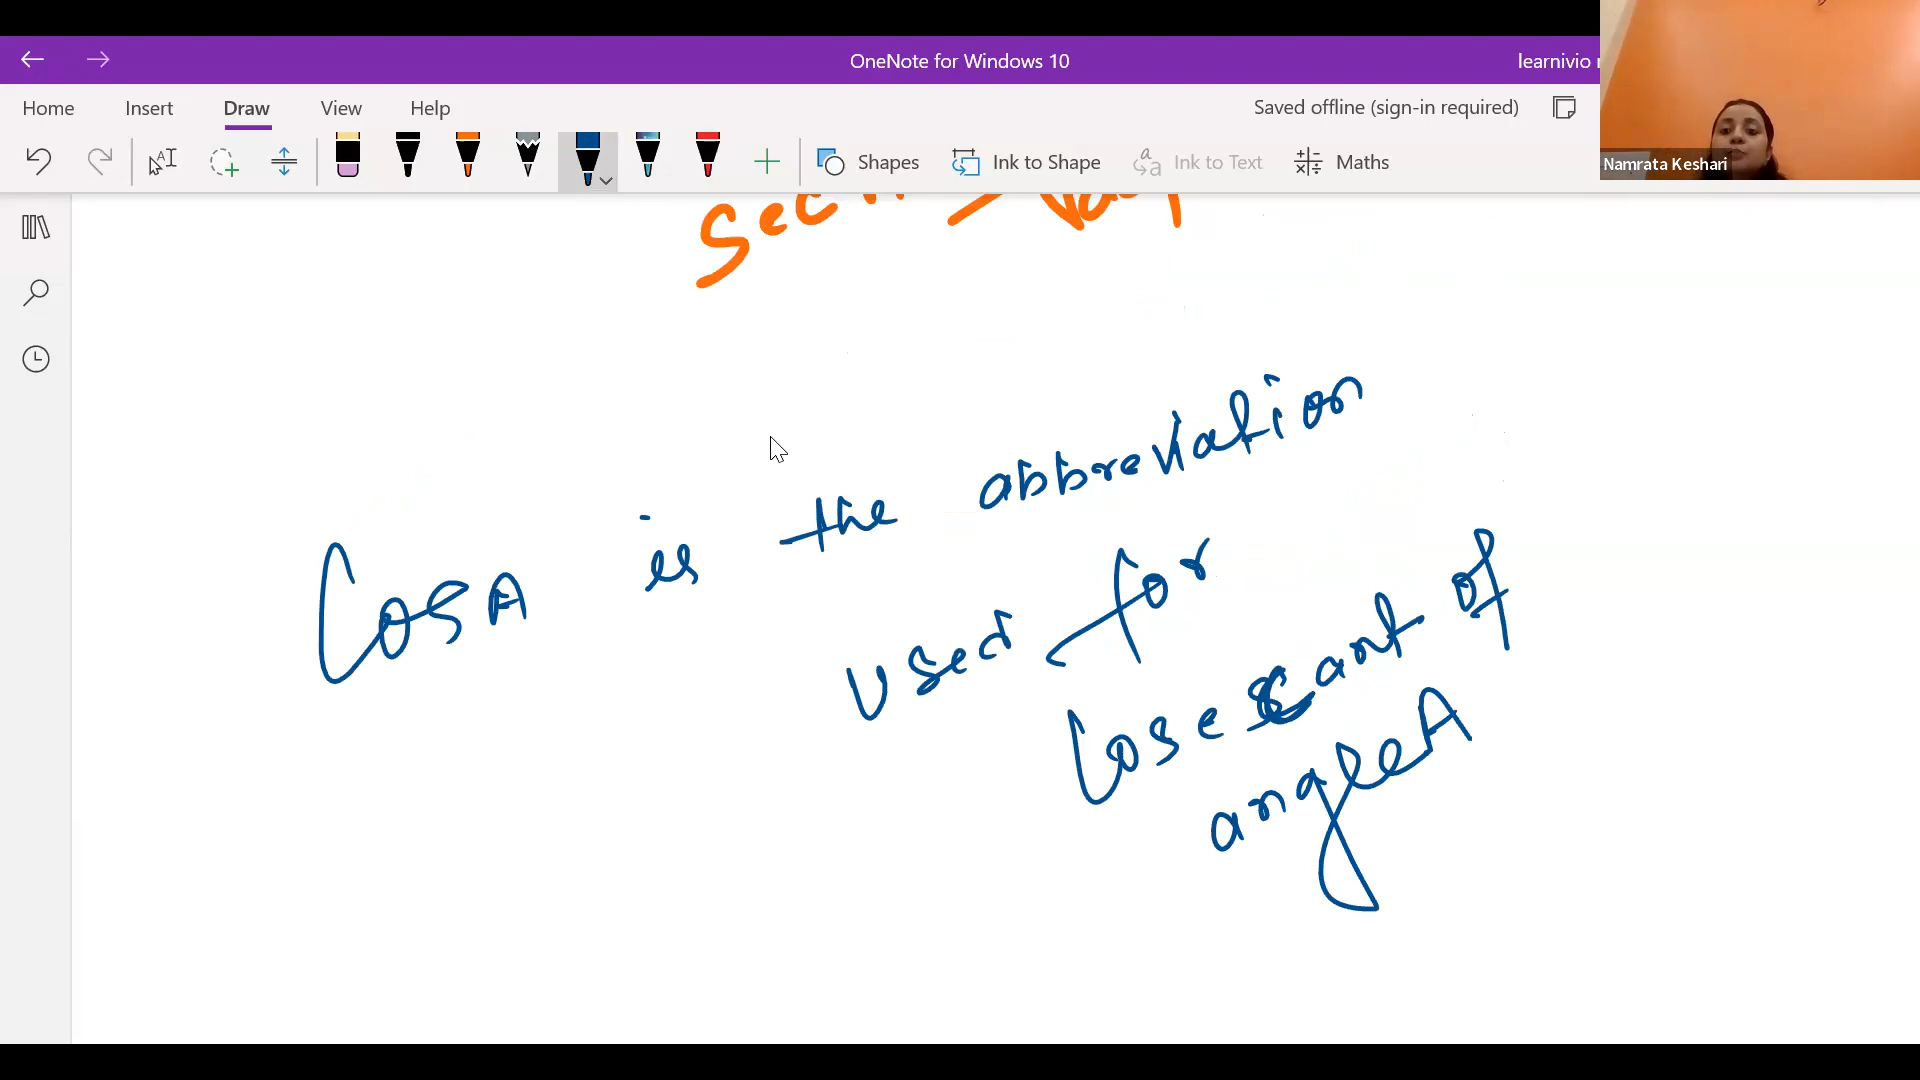 OneNote for Windows 10
learnivio
Home Insert Draw View Help
Saved offline (sign-in required)
Shapes Ink to Shape Ink to Text Maths
Namrata Keshari
CosA is the abbreviation
used for
Cosecant of
angleA